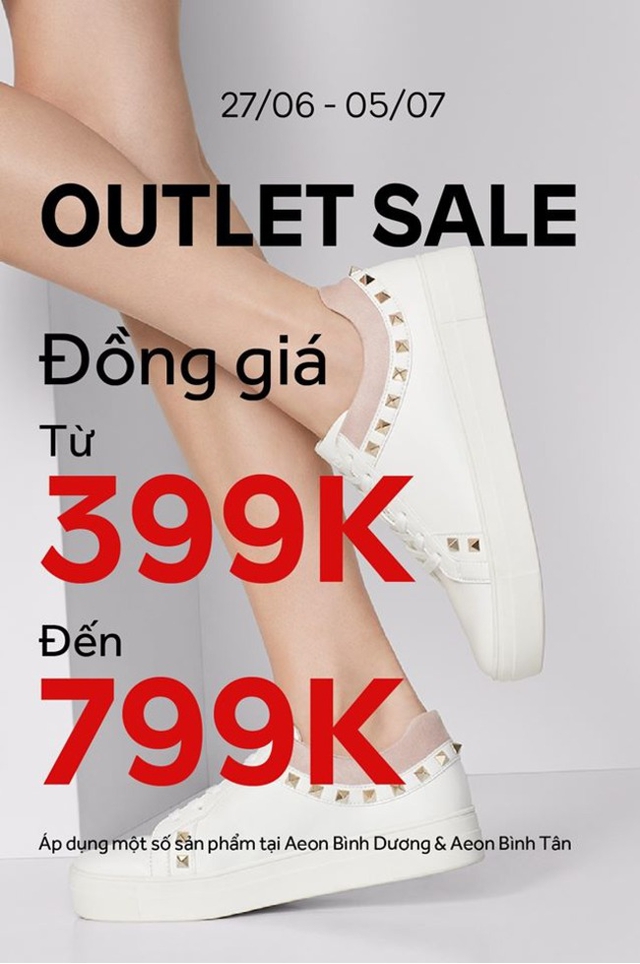 27/06 - 05/07
OUTLET SALE
Đồng giá
Từ
399K
Đến
799K
Áp dụng một số sản phẩm tại Aeon Bình Dương & Aeon Bình Tân